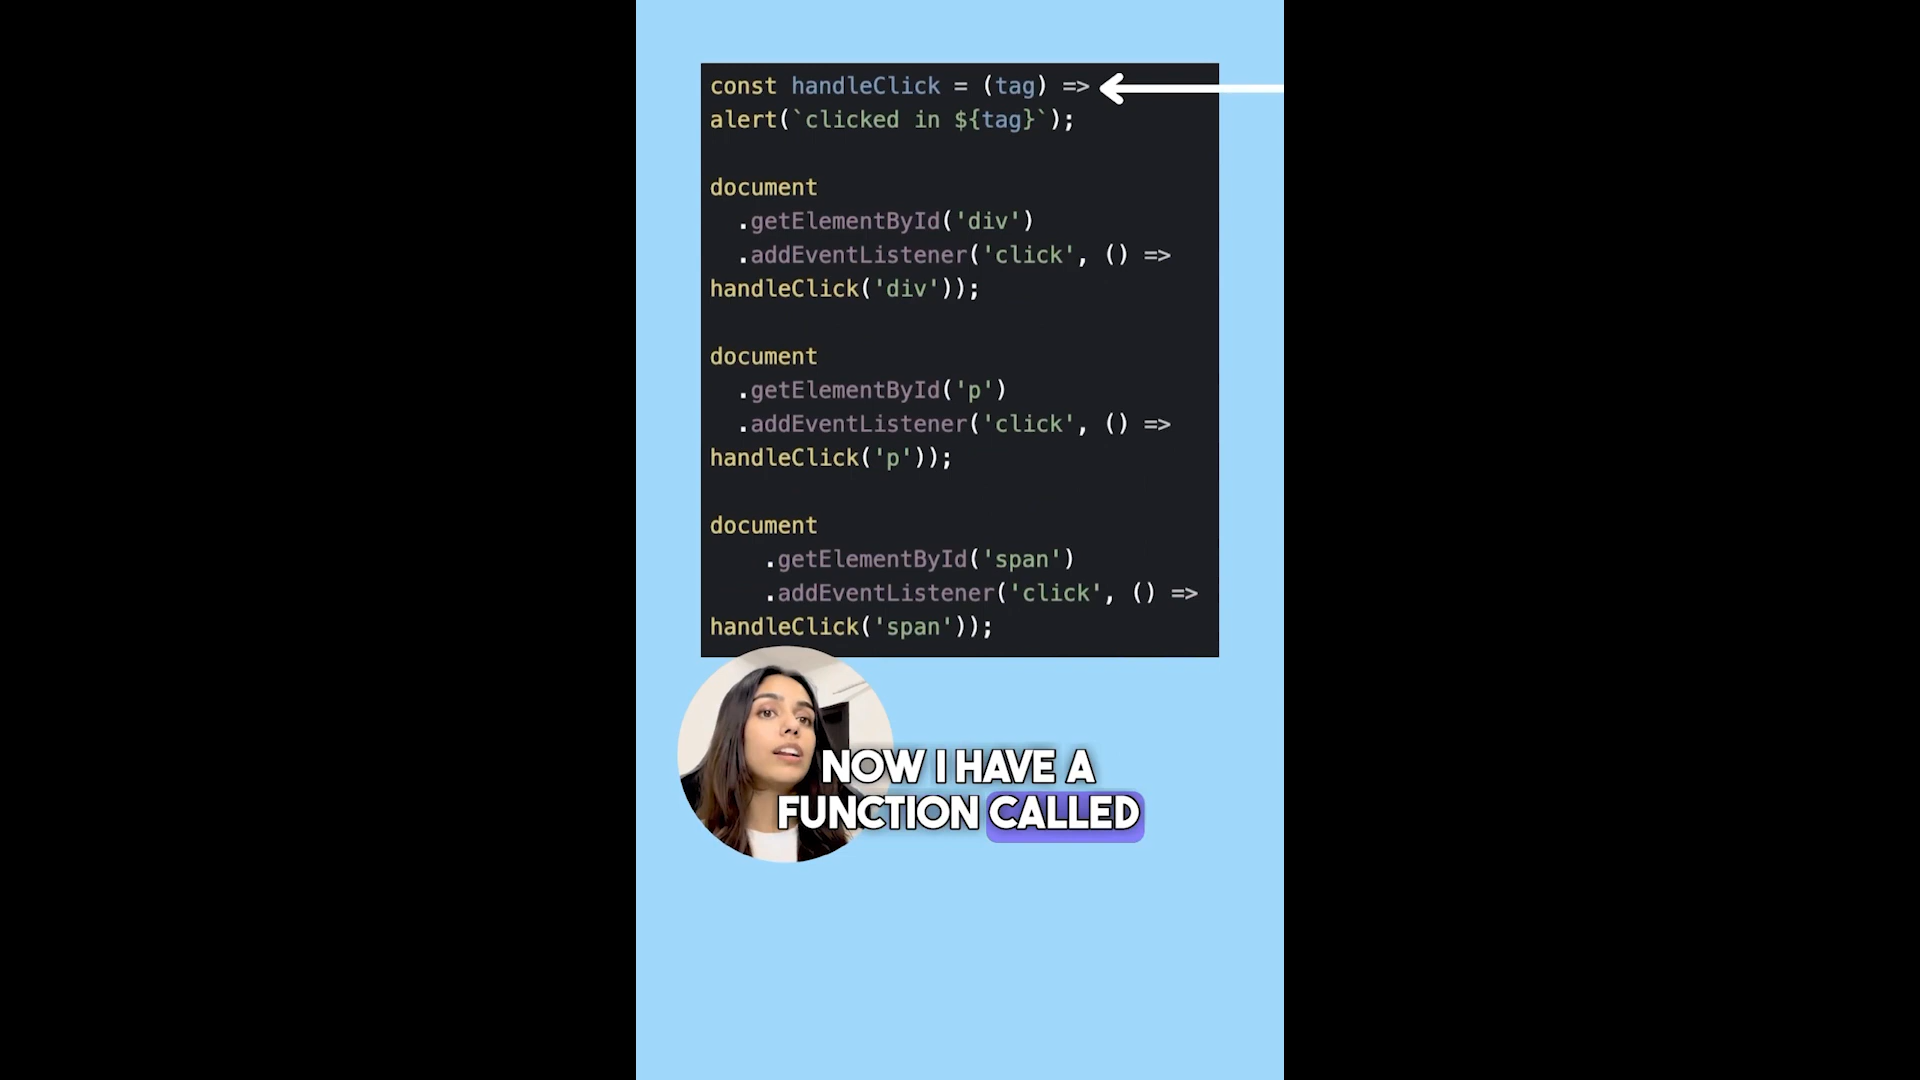 const handleClick = (tag) =>
alert(`clicked in ${tag}`);
document
.getElementById('div')
.addEventListener('click', () =>
handleClick('div'));
document
.getElementById('p')
.addEventListener('click', () =>
handleClick('p'));
document
.getElementById('span')
.addEventListener('click', () =>
handleClick('span'));
NOW I HAVE A
FUNCTION CALLED